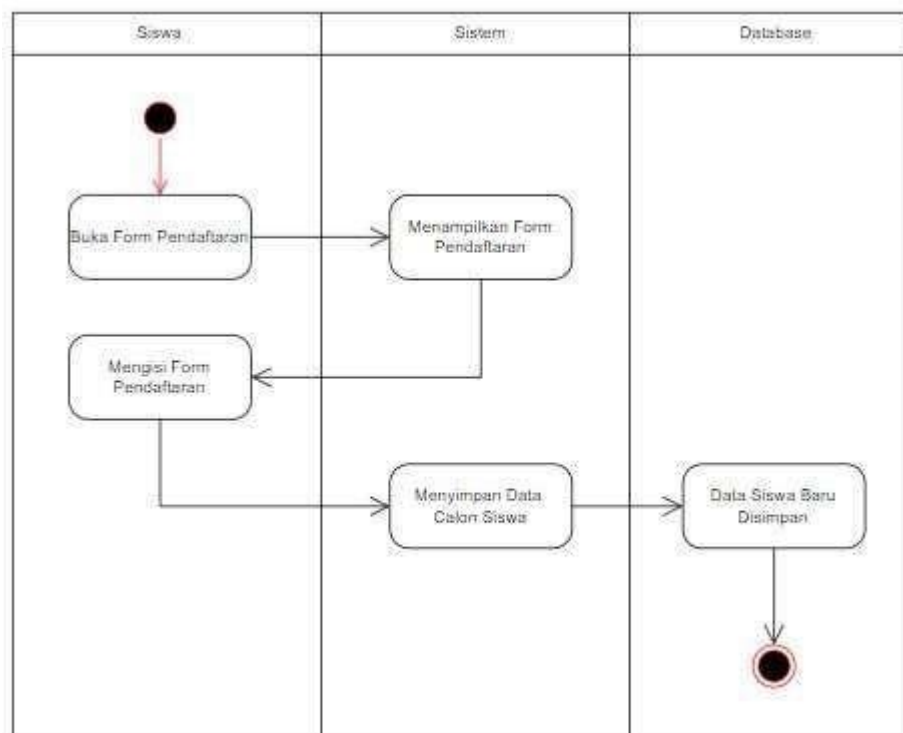 Siswa
Sistem
Database
Buka Form Pendaftaran
Menampilkan Form
Pendaftaran
Mengisi Form
Pendaftaran
Menyimpan Data
Calon Siswa
Data Siswa Baru
Disimpan